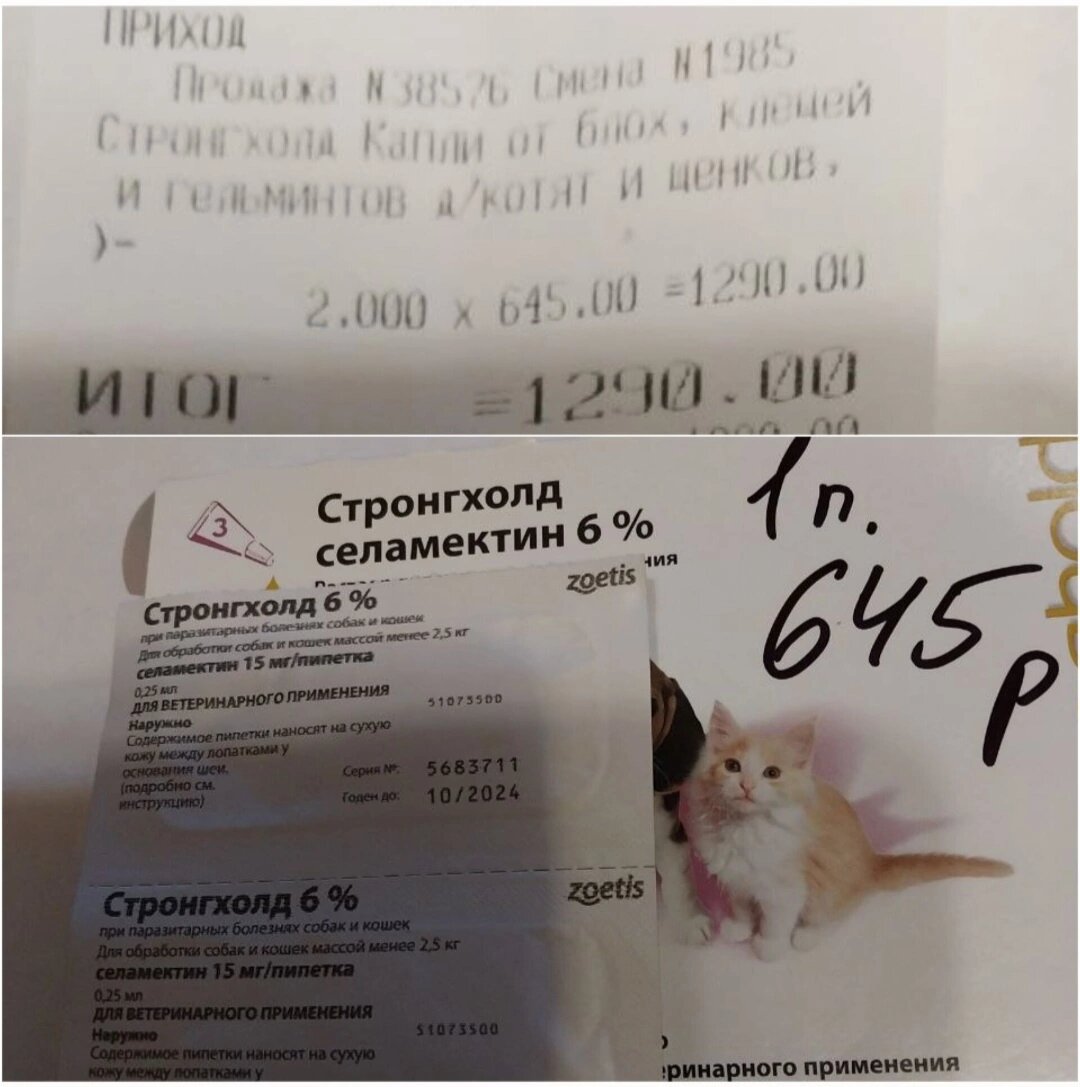 ПРИХОД
Продажа N38526 Смена N1985
Стронгхолд Капли от блох, клещей
и гельминтов д/котят и щенков,
)-
2.000 x 645.00 =1290.00
ИТОГ =1290.00
3
Стронгхолд
селамектин 6 %
1 п.
645 р
zoetis
Стронгхолд 6 %
при паразитарных болезнях собак и кошек
Для обработки собак и кошек массой менее 2,5 кг
селамектин 15 мг/пипетка
0,25 мл
ДЛЯ ВЕТЕРИНАРНОГО ПРИМЕНЕНИЯ
51073500
Наружно
Содержимое пипетки наносят на сухую
кожу между лопатками у
основания шеи.
(подробно см.
инструкцию)
Серия №: 5683711
Годен до: 10/2024
zoetis
Стронгхолд 6 %
при паразитарных болезнях собак и кошек
Для обработки собак и кошек массой менее 2,5 кг
селамектин 15 мг/пипетка
0,25 мл
ДЛЯ ВЕТЕРИНАРНОГО ПРИМЕНЕНИЯ
51073500
Наружно
Содержимое пипетки наносят на сухую
кожу между лопатками у
еринарного применения